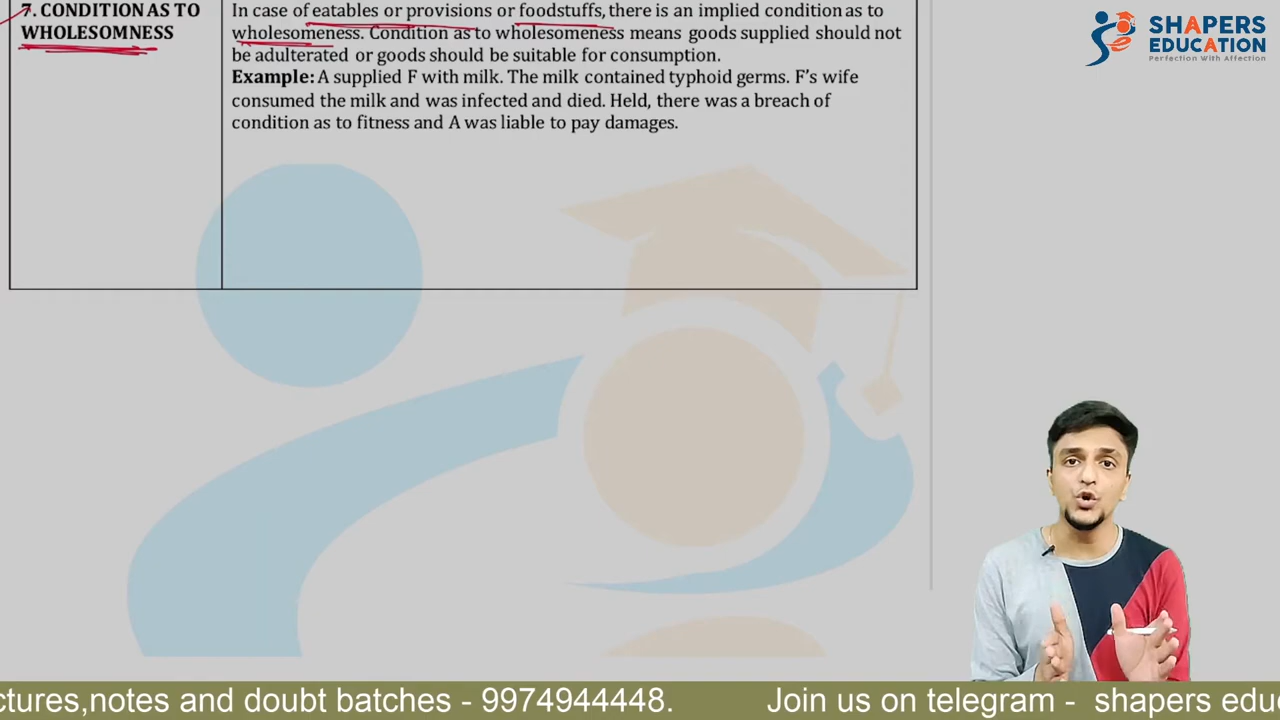 7. CONDITION AS TO
WHOLESOMNESS
In case of eatables or provisions or foodstuffs, there is an implied condition as to
wholesomeness. Condition as to wholesomeness means goods supplied should not
be adulterated or goods should be suitable for consumption.
Example: A supplied F with milk. The milk contained typhoid germs. F's wife
consumed the milk and was infected and died. Held, there was a breach of
condition as to fitness and A was liable to pay damages.
SHAPERS
EDUCATION
Perfection With Affection
ctures,notes and doubt batches - 9974944448. Join us on telegram - shapers educ